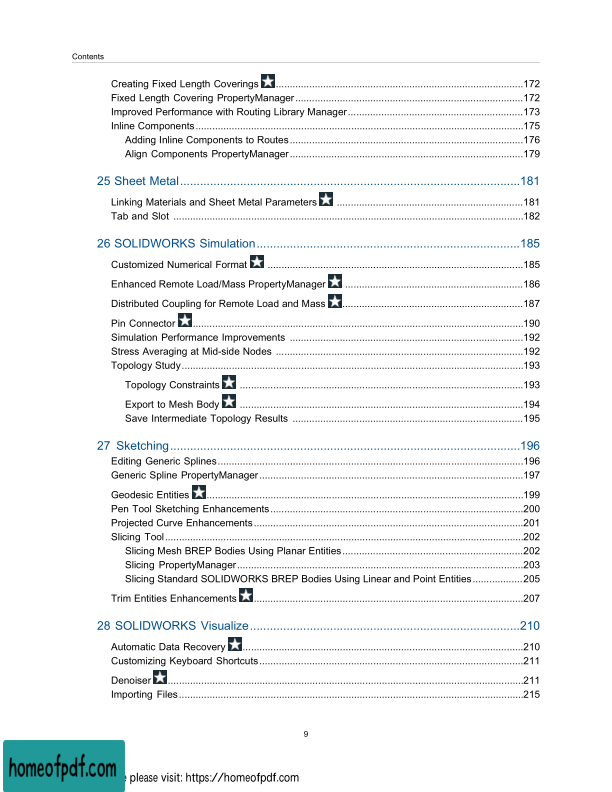 Contents
Creating Fixed Length Coverings ........ 172
Fixed Length Covering PropertyManager ........ 172
Improved Performance with Routing Library Manager ........ 173
Inline Components ........ 175
Adding Inline Components to Routes ........ 176
Align Components PropertyManager ........ 179
25 Sheet Metal ........ 181
Linking Materials and Sheet Metal Parameters ........ 181
Tab and Slot ........ 182
26 SOLIDWORKS Simulation ........ 185
Customized Numerical Format ........ 185
Enhanced Remote Load/Mass PropertyManager ........ 186
Distributed Coupling for Remote Load and Mass ........ 187
Pin Connector ........ 190
Simulation Performance Improvements ........ 192
Stress Averaging at Mid-side Nodes ........ 192
Topology Study ........ 193
Topology Constraints ........ 193
Export to Mesh Body ........ 194
Save Intermediate Topology Results ........ 195
27 Sketching ........ 196
Editing Generic Splines ........ 196
Generic Spline PropertyManager ........ 197
Geodesic Entities ........ 199
Pen Tool Sketching Enhancements ........ 200
Projected Curve Enhancements ........ 201
Slicing Tool ........ 202
Slicing Mesh BREP Bodies Using Planar Entities ........ 202
Slicing PropertyManager ........ 203
Slicing Standard SOLIDWORKS BREP Bodies Using Linear and Point Entities ........ 205
Trim Entities Enhancements ........ 207
28 SOLIDWORKS Visualize ........ 210
Automatic Data Recovery ........ 210
Customizing Keyboard Shortcuts ........ 211
Denoiser ........ 211
Importing Files ........ 215
9
homeofpdf.com
please visit: https://homeofpdf.com